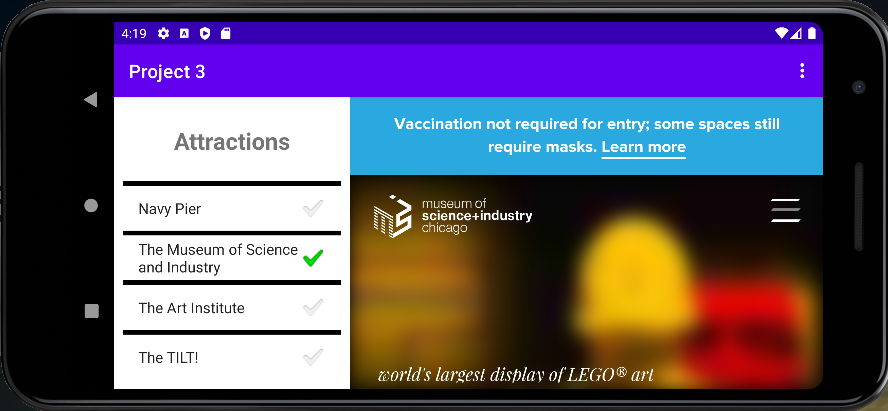 4:19
Project 3
Attractions
Navy Pier
The Museum of Science
and Industry
The Art Institute
The TILT!
Vaccination not required for entry; some spaces still
require masks. Learn more
museum of
science+industry
chicago
world's largest display of LEGO® art